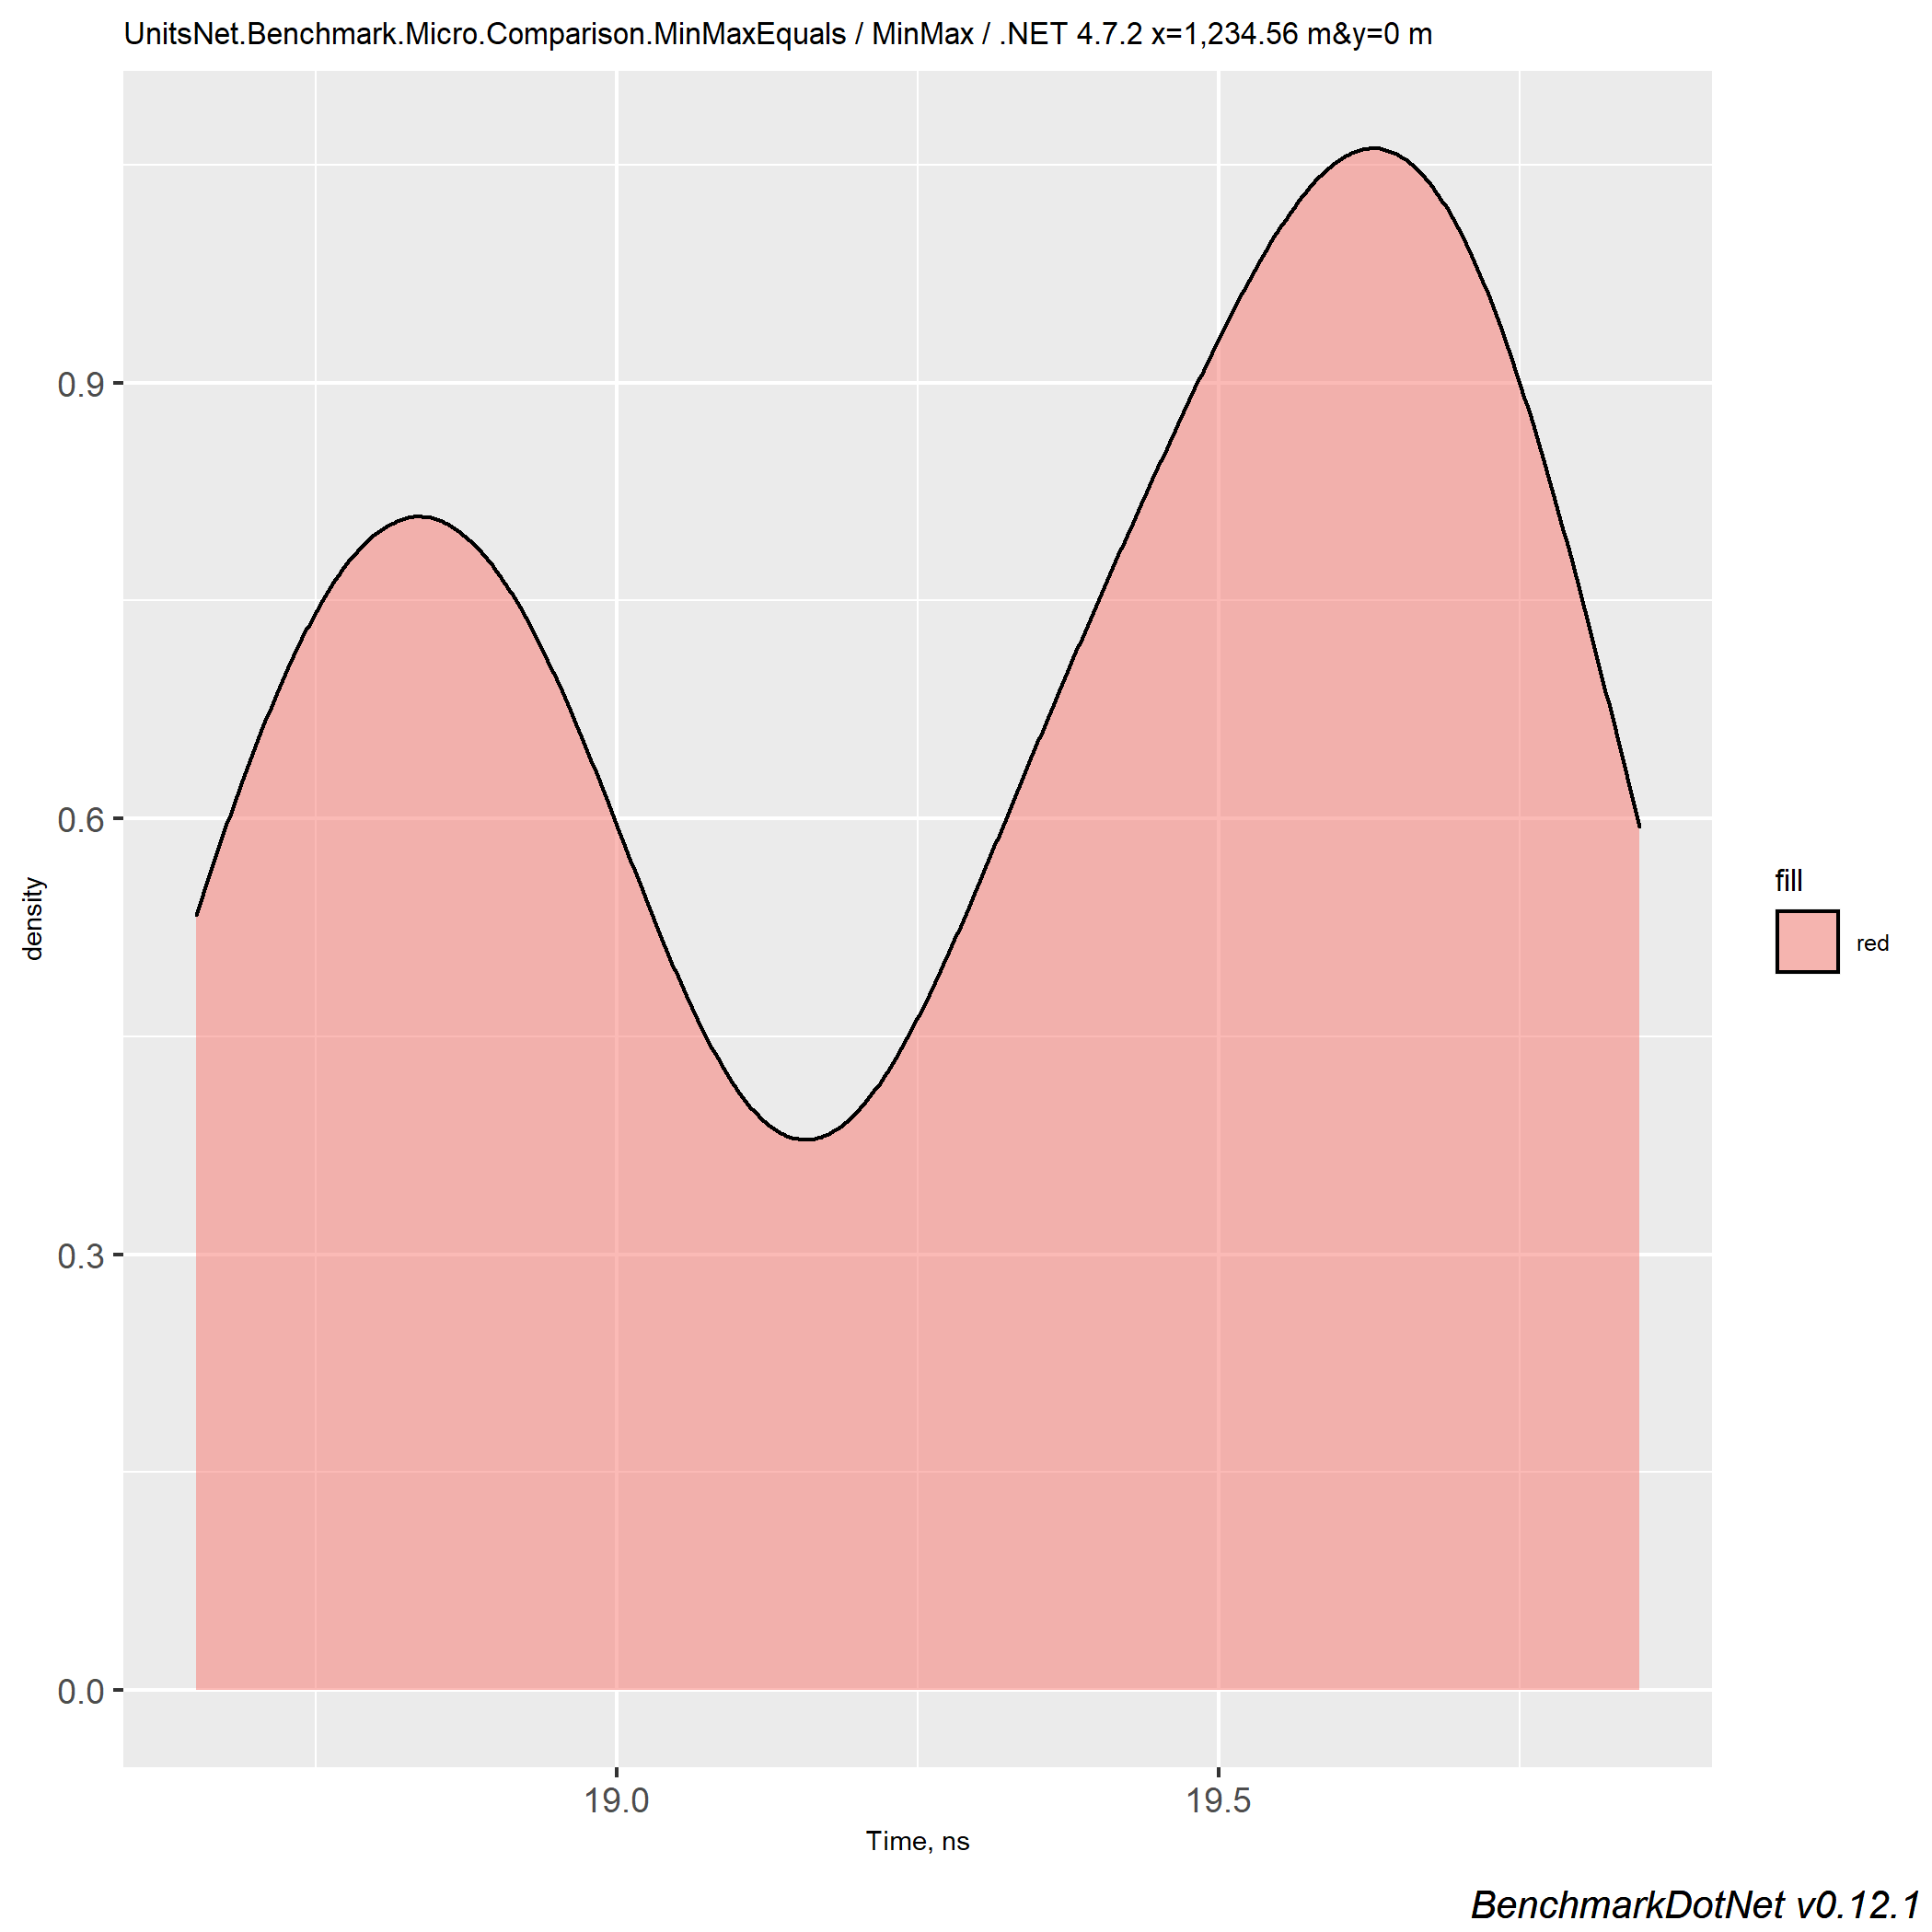 UnitsNet.Benchmark.Micro.Comparison.MinMaxEquals / MinMax / .NET 4.7.2 x=1,234.56 m&y=0 m
0.9
0.6
0.3
0.0
density
19.0
19.5
Time, ns
fill
red
BenchmarkDotNet v0.12.1